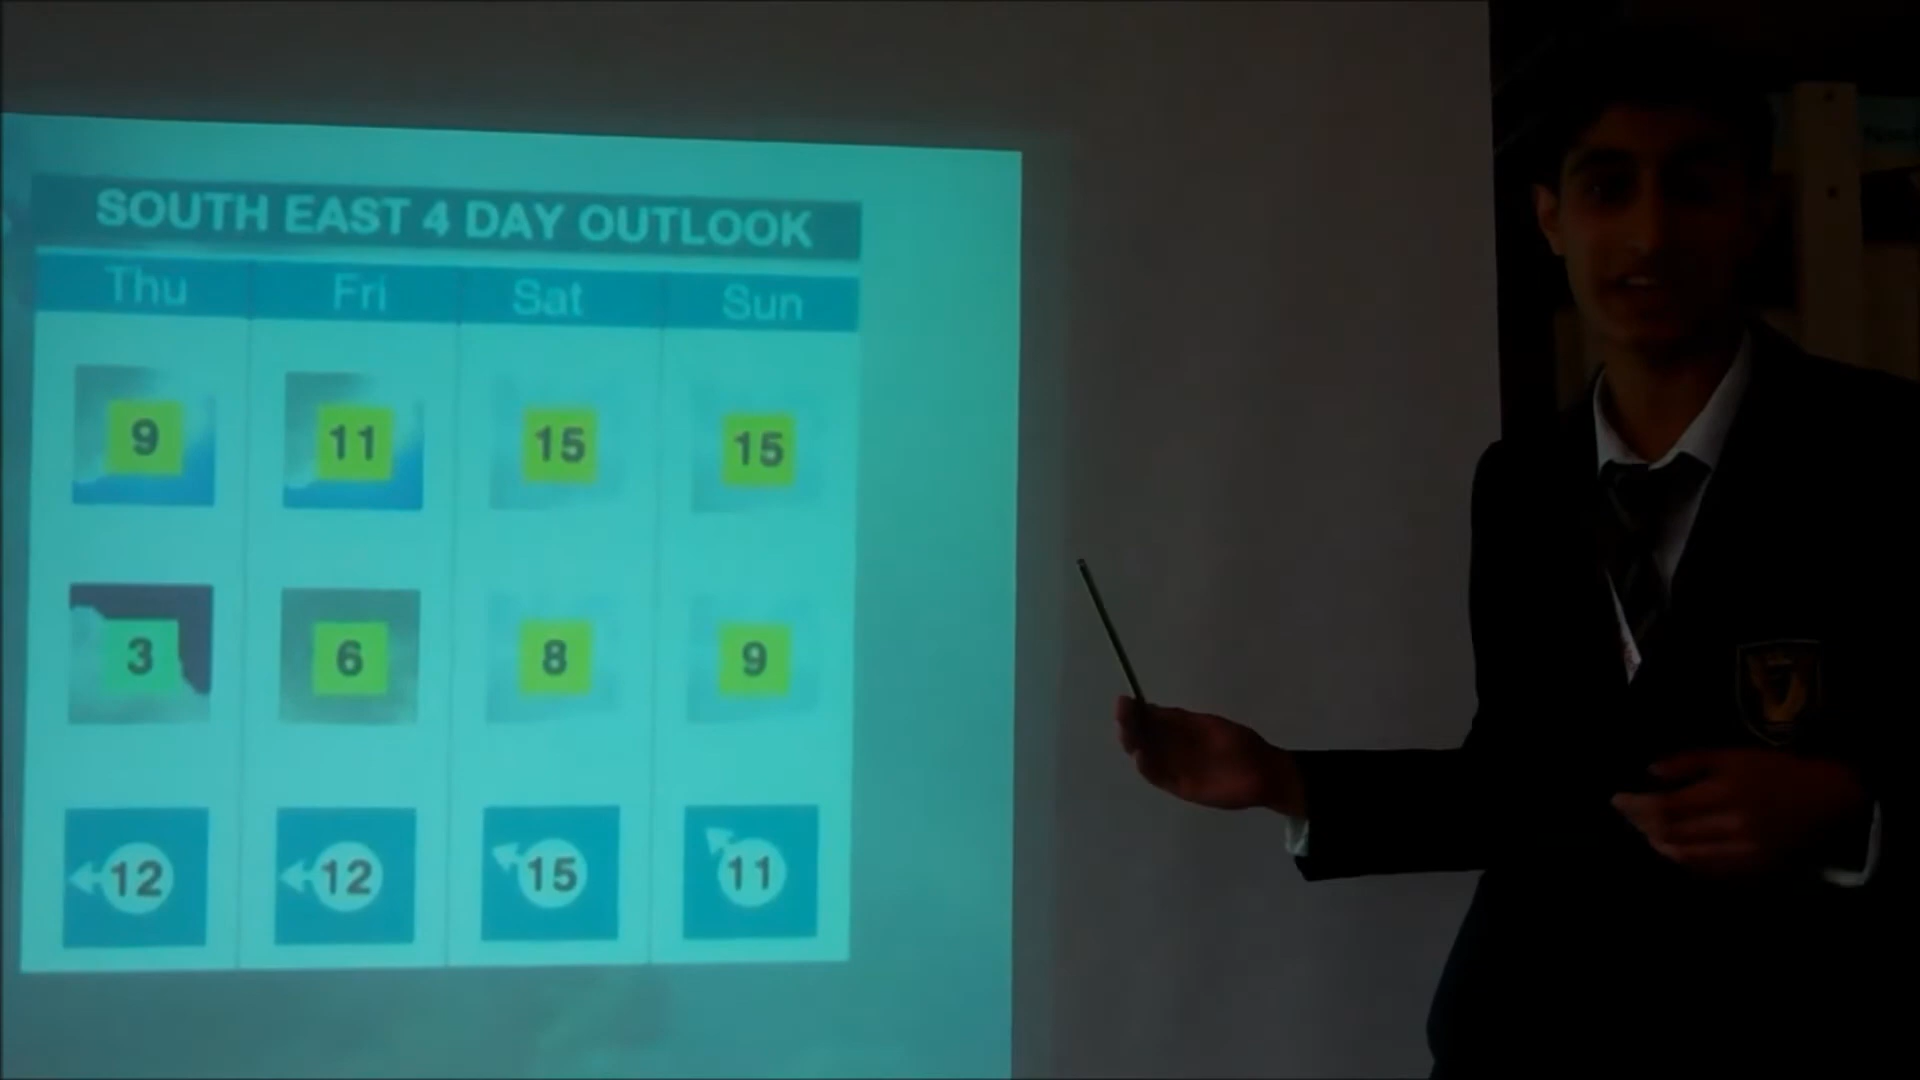 SOUTH EAST 4 DAY OUTLOOK
Thu Fri Sat Sun
9 11 15 15
3 6 8 9
12 12 15 11